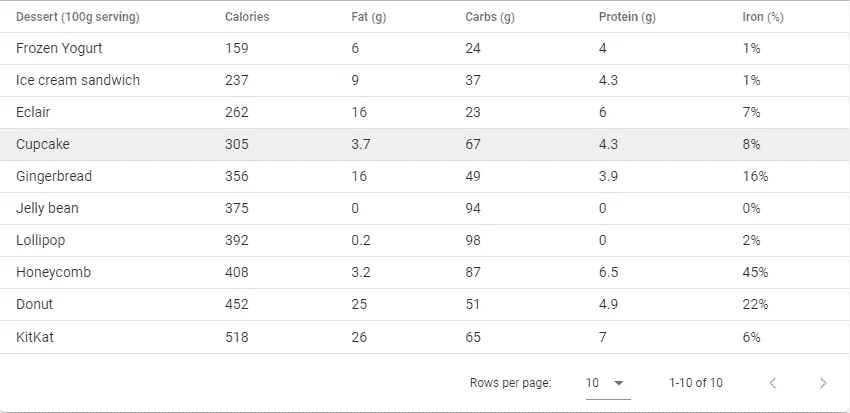 Dessert (100g serving) Calories Fat (g) Carbs (g) Protein (g) Iron (%)
Frozen Yogurt 159 6 24 4 1%
Ice cream sandwich 237 9 37 4.3 1%
Eclair 262 16 23 6 7%
Cupcake 305 3.7 67 4.3 8%
Gingerbread 356 16 49 3.9 16%
Jelly bean 375 0 94 0 0%
Lollipop 392 0.2 98 0 2%
Honeycomb 408 3.2 87 6.5 45%
Donut 452 25 51 4.9 22%
KitKat 518 26 65 7 6%
Rows per page: 10 1-10 of 10